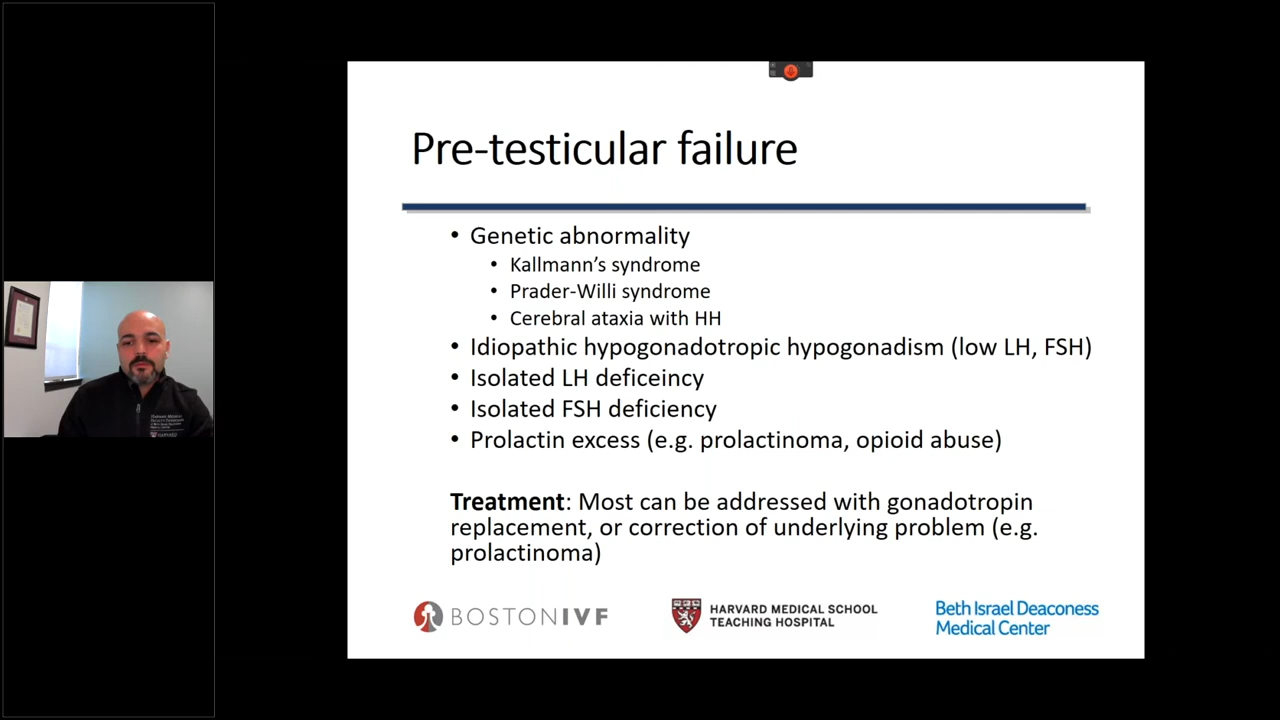 Pre-testicular failure
• Genetic abnormality
• Kallmann’s syndrome
• Prader-Willi syndrome
• Cerebral ataxia with HH
• Idiopathic hypogonadotropic hypogonadism (low LH, FSH)
• Isolated LH deficeincy
• Isolated FSH deficiency
• Prolactin excess (e.g. prolactinoma, opioid abuse)
Treatment: Most can be addressed with gonadotropin
replacement, or correction of underlying problem (e.g.
prolactinoma)
BOSTONIVF
HARVARD MEDICAL SCHOOL
TEACHING HOSPITAL
Beth Israel Deaconess
Medical Center